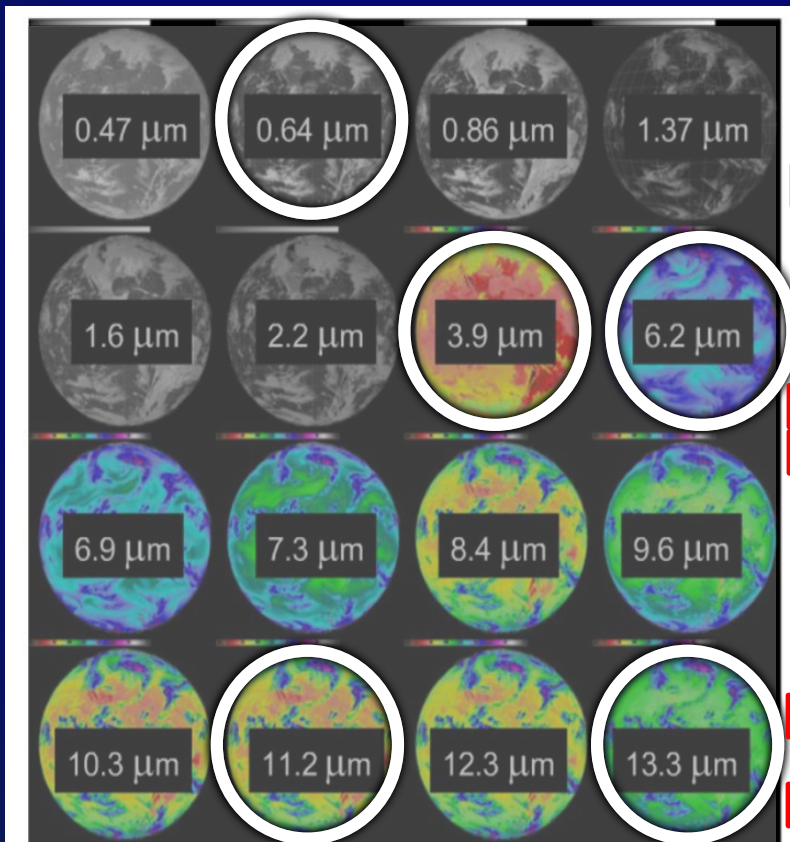 0.47 µm
0.64 µm
0.86 µm
1.37 µm
1.6 µm
2.2 µm
3.9 µm
6.2 µm
6.9 µm
7.3 µm
8.4 µm
9.6 µm
10.3 µm
11.2 µm
12.3 µm
13.3 µm